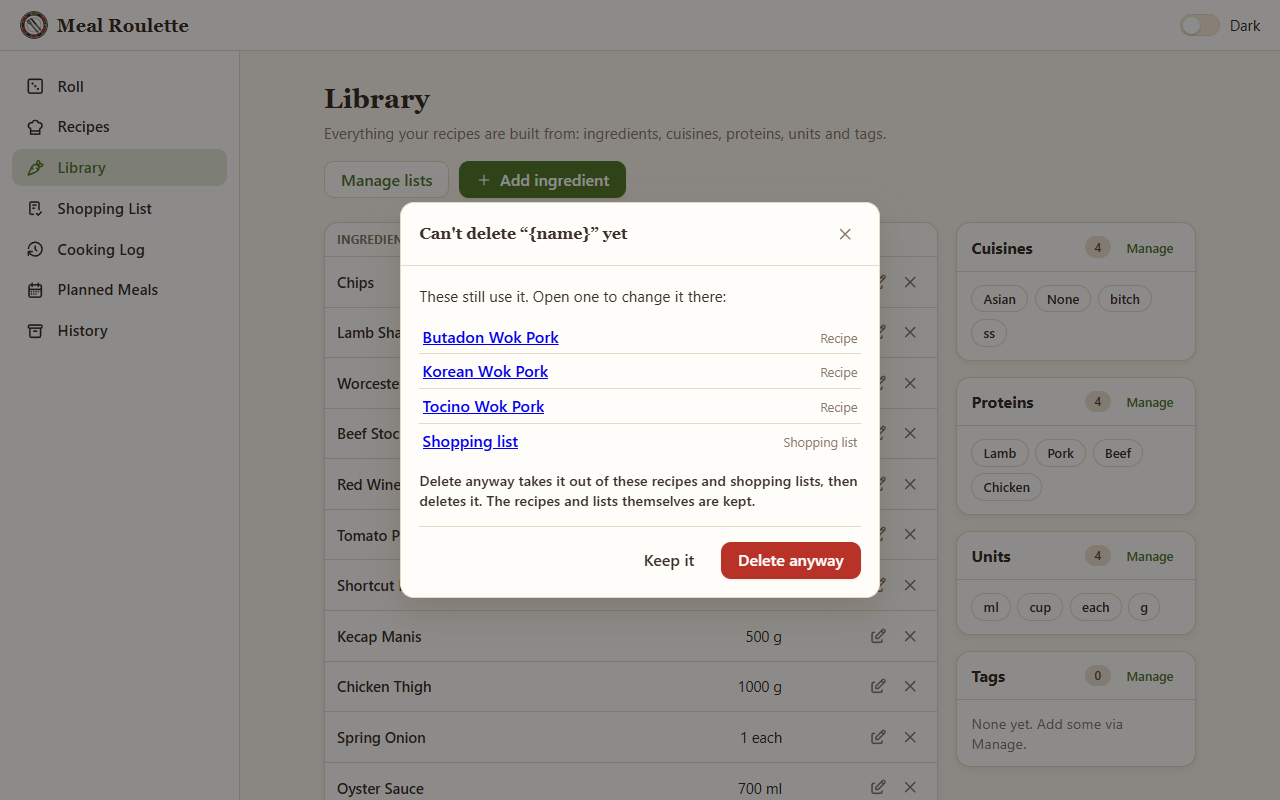 Meal Roulette
Dark
Roll
Recipes
Library
Shopping List
Cooking Log
Planned Meals
History
Library
Everything your recipes are built from: ingredients, cuisines, proteins, units and tags.
Manage lists
+ Add ingredient
Chips
Lamb
Beef
Red Wine
Tomato
Shortcut
Kecap Manis 500 g
Chicken Thigh 1000 g
Spring Onion 1 each
Oyster Sauce 700 ml
Can't delete “{name}” yet
These still use it. Open one to change it there:
Butadon Wok Pork Recipe
Korean Wok Pork Recipe
Tocino Wok Pork Recipe
Shopping list Shopping list
Delete anyway takes it out of these recipes and shopping lists, then
deletes it. The recipes and lists themselves are kept.
Keep it
Delete anyway
Cuisines 4 Manage
Asian None bitch
ss
Proteins 4 Manage
Lamb Pork Beef
Chicken
Units 4 Manage
ml cup each g
Tags 0 Manage
None yet. Add some via
Manage.